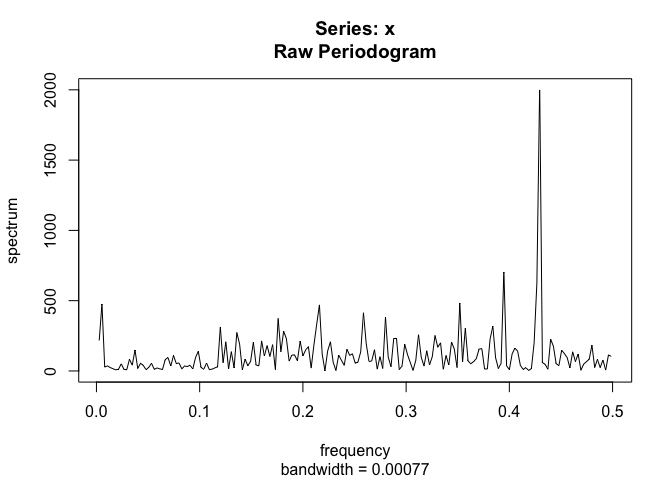 Series: x
Raw Periodogram
2000
1500
1000
500
0
spectrum
0.0 0.1 0.2 0.3 0.4 0.5
frequency
bandwidth = 0.00077